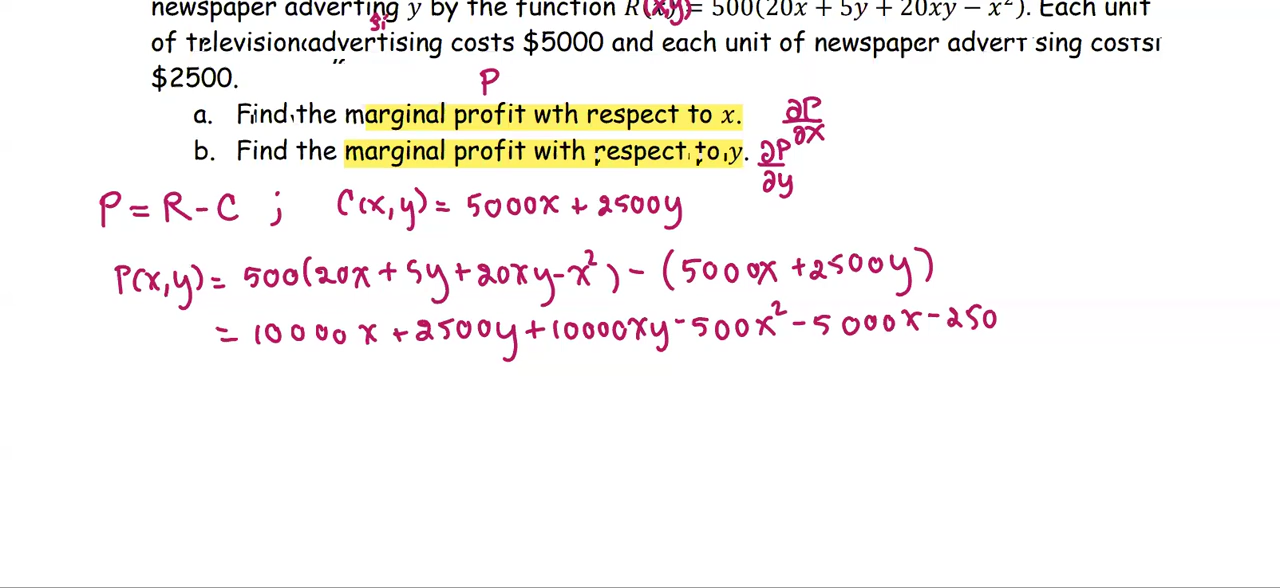 newspaper adverting y by the function R(x,y)= 500(20x + 5y + 20xy − x²). Each unit
si
of television advertising costs $5000 and each unit of newspaper advertising costs
$2500.
P
a. Find the marginal profit wth respect to x. ∂P/∂x
b. Find the marginal profit with respect to y. ∂P/∂y
P = R - C ; C(x,y) = 5000x + 2500y
P(x,y) = 500(20x + 5y + 20xy - x²) - (5000x + 2500y)
= 10000x + 2500y + 10000xy - 500x² - 5000x - 250